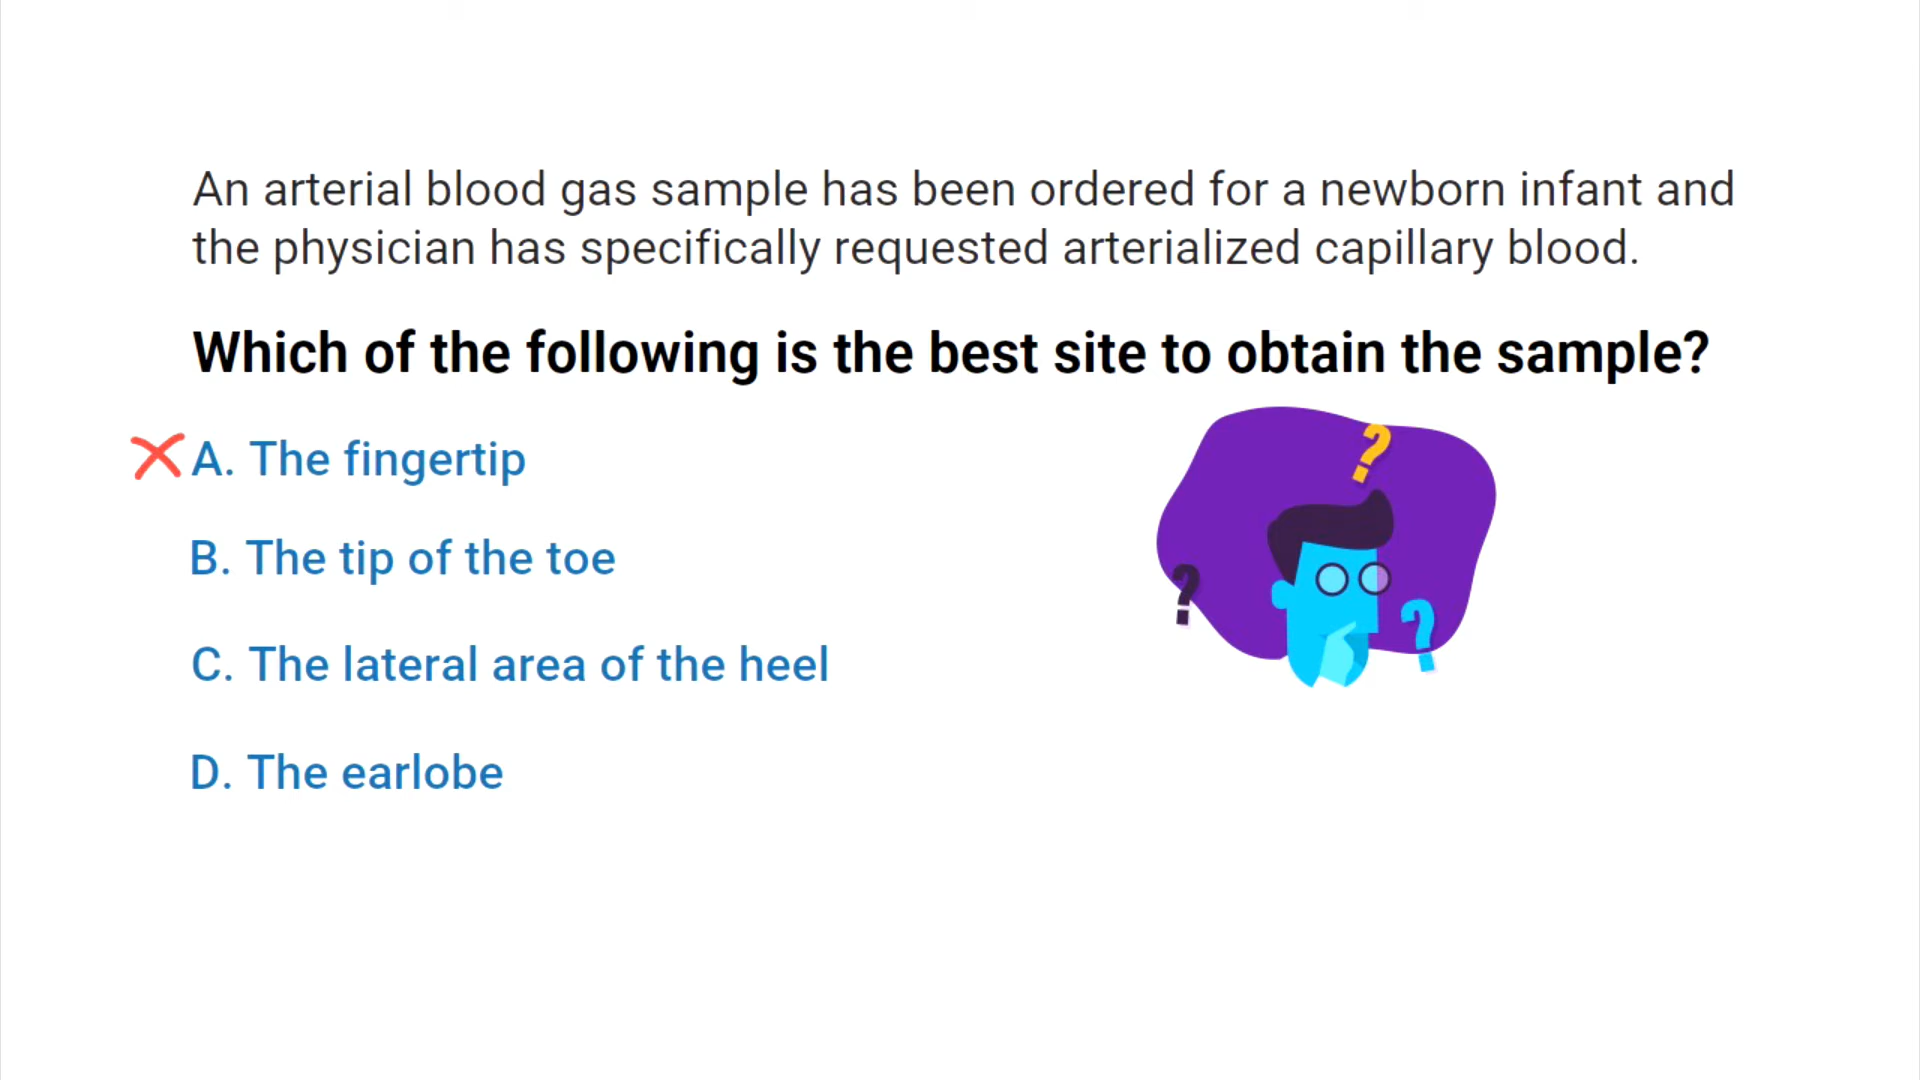 An arterial blood gas sample has been ordered for a newborn infant and
the physician has specifically requested arterialized capillary blood.
Which of the following is the best site to obtain the sample?
A. The fingertip
B. The tip of the toe
C. The lateral area of the heel
D. The earlobe
?
?
?